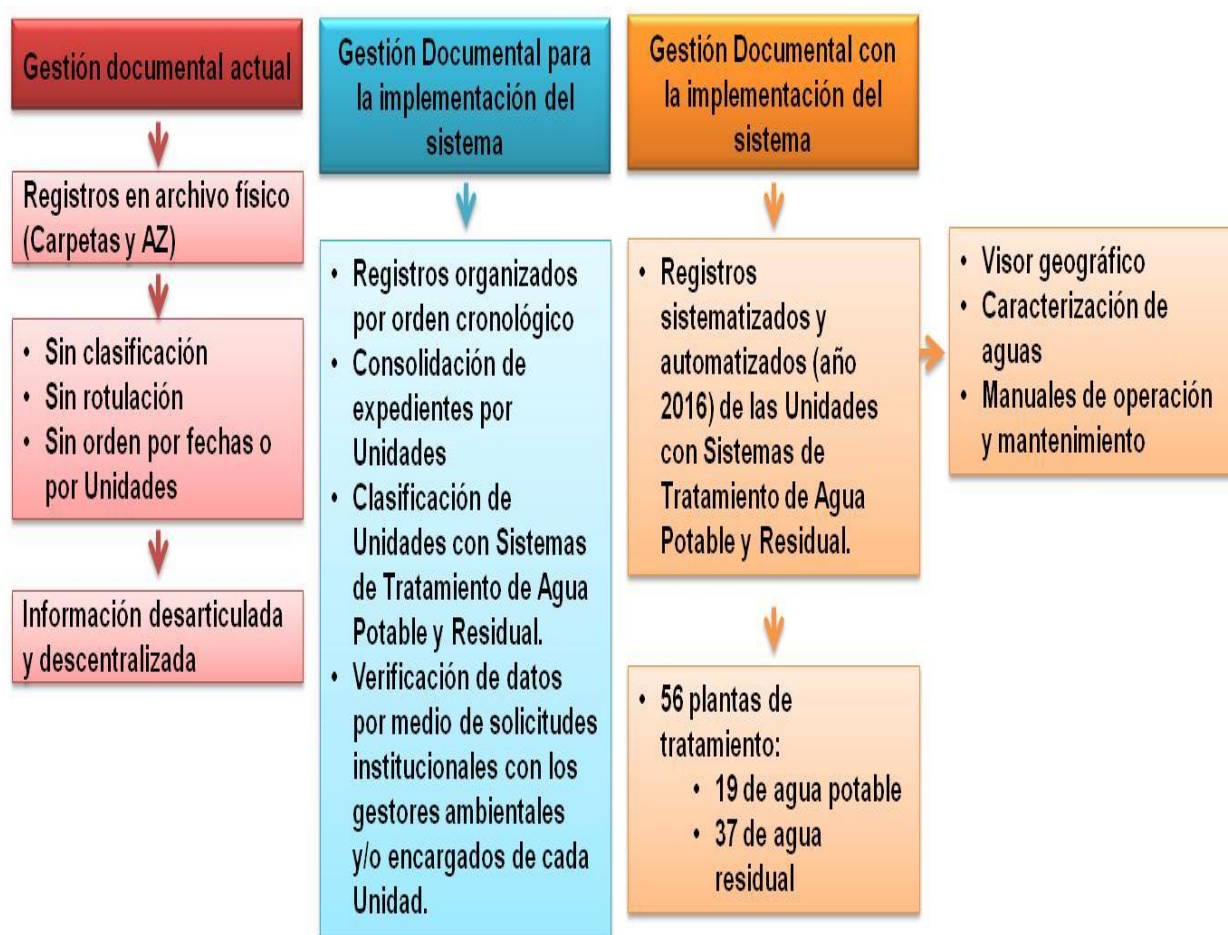 Gestión documental actual
Registros en archivo físico
(Carpetas y AZ)
• Sin clasificación
• Sin rotulación
• Sin orden por fechas o
por Unidades
Información desarticulada
y descentralizada
Gestión Documental para
la implementación del
sistema
• Registros organizados
por orden cronológico
• Consolidación de
expedientes por
Unidades
• Clasificación de
Unidades con Sistemas
de Tratamiento de Agua
Potable y Residual.
• Verificación de datos
por medio de solicitudes
institucionales con los
gestores ambientales
y/o encargados de cada
Unidad.
Gestión Documental con
la implementación del
sistema
• Registros
sistematizados y
automatizados (año
2016) de las Unidades
con Sistemas de
Tratamiento de Agua
Potable y Residual.
• Visor geográfico
• Caracterización de
aguas
• Manuales de operación
y mantenimiento
• 56 plantas de
tratamiento:
• 19 de agua potable
• 37 de agua
residual